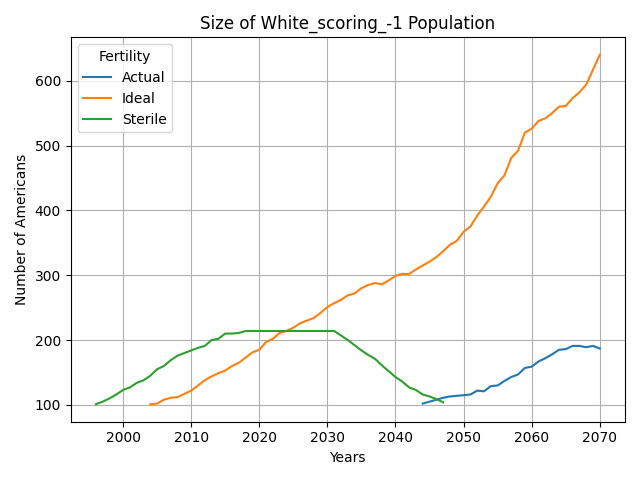 Size of White_scoring_-1 Population
Fertility
Actual
Ideal
Sterile
Number of Americans
600
500
400
300
200
100
2000 2010 2020 2030 2040 2050 2060 2070
Years